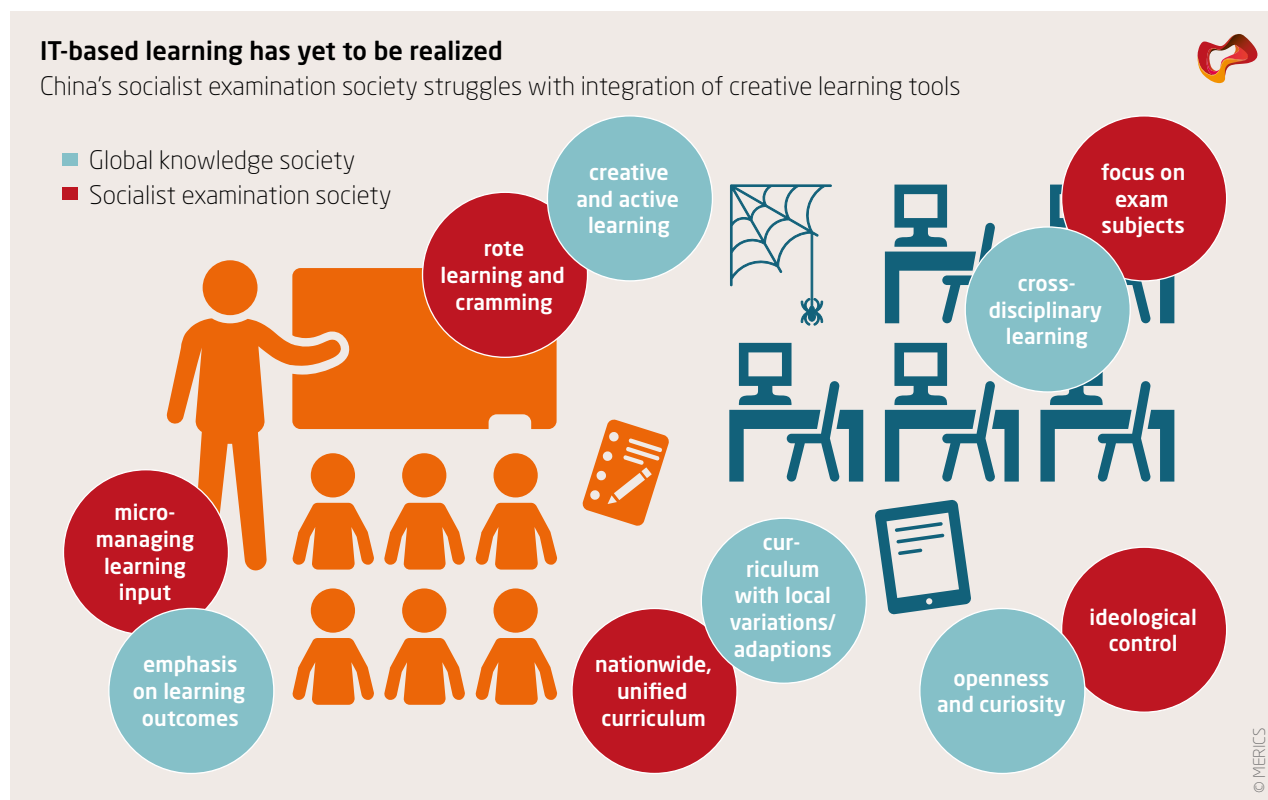 IT-based learning has yet to be realized
China's socialist examination society struggles with integration of creative learning tools
Global knowledge society
Socialist examination society
creative
and active
learning
rote
learning and
cramming
focus on
exam
subjects
cross-
disciplinary
learning
micro-
managing
learning
input
emphasis
on learning
outcomes
cur-
riculum
with local
variations/
adaptions
nationwide,
unified
curriculum
ideological
control
openness
and curiosity
© MERICS